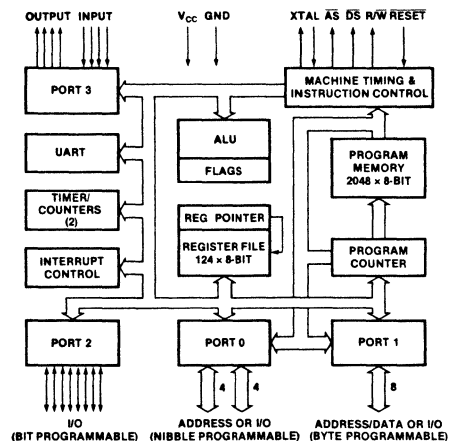 OUTPUT INPUT
VCC GND
XTAL AS DS R/W RESET
PORT 3
MACHINE TIMING &
INSTRUCTION CONTROL
ALU
FLAGS
UART
PROGRAM
MEMORY
2048 × 8-BIT
TIMER/
COUNTERS
(2)
REG POINTER
REGISTER FILE
124 × 8-BIT
INTERRUPT
CONTROL
PROGRAM
COUNTER
PORT 2
PORT 0
PORT 1
4
4
8
I/O
(BIT PROGRAMMABLE)
ADDRESS OR I/O
(NIBBLE PROGRAMMABLE)
ADDRESS/DATA OR I/O
(BYTE PROGRAMMABLE)